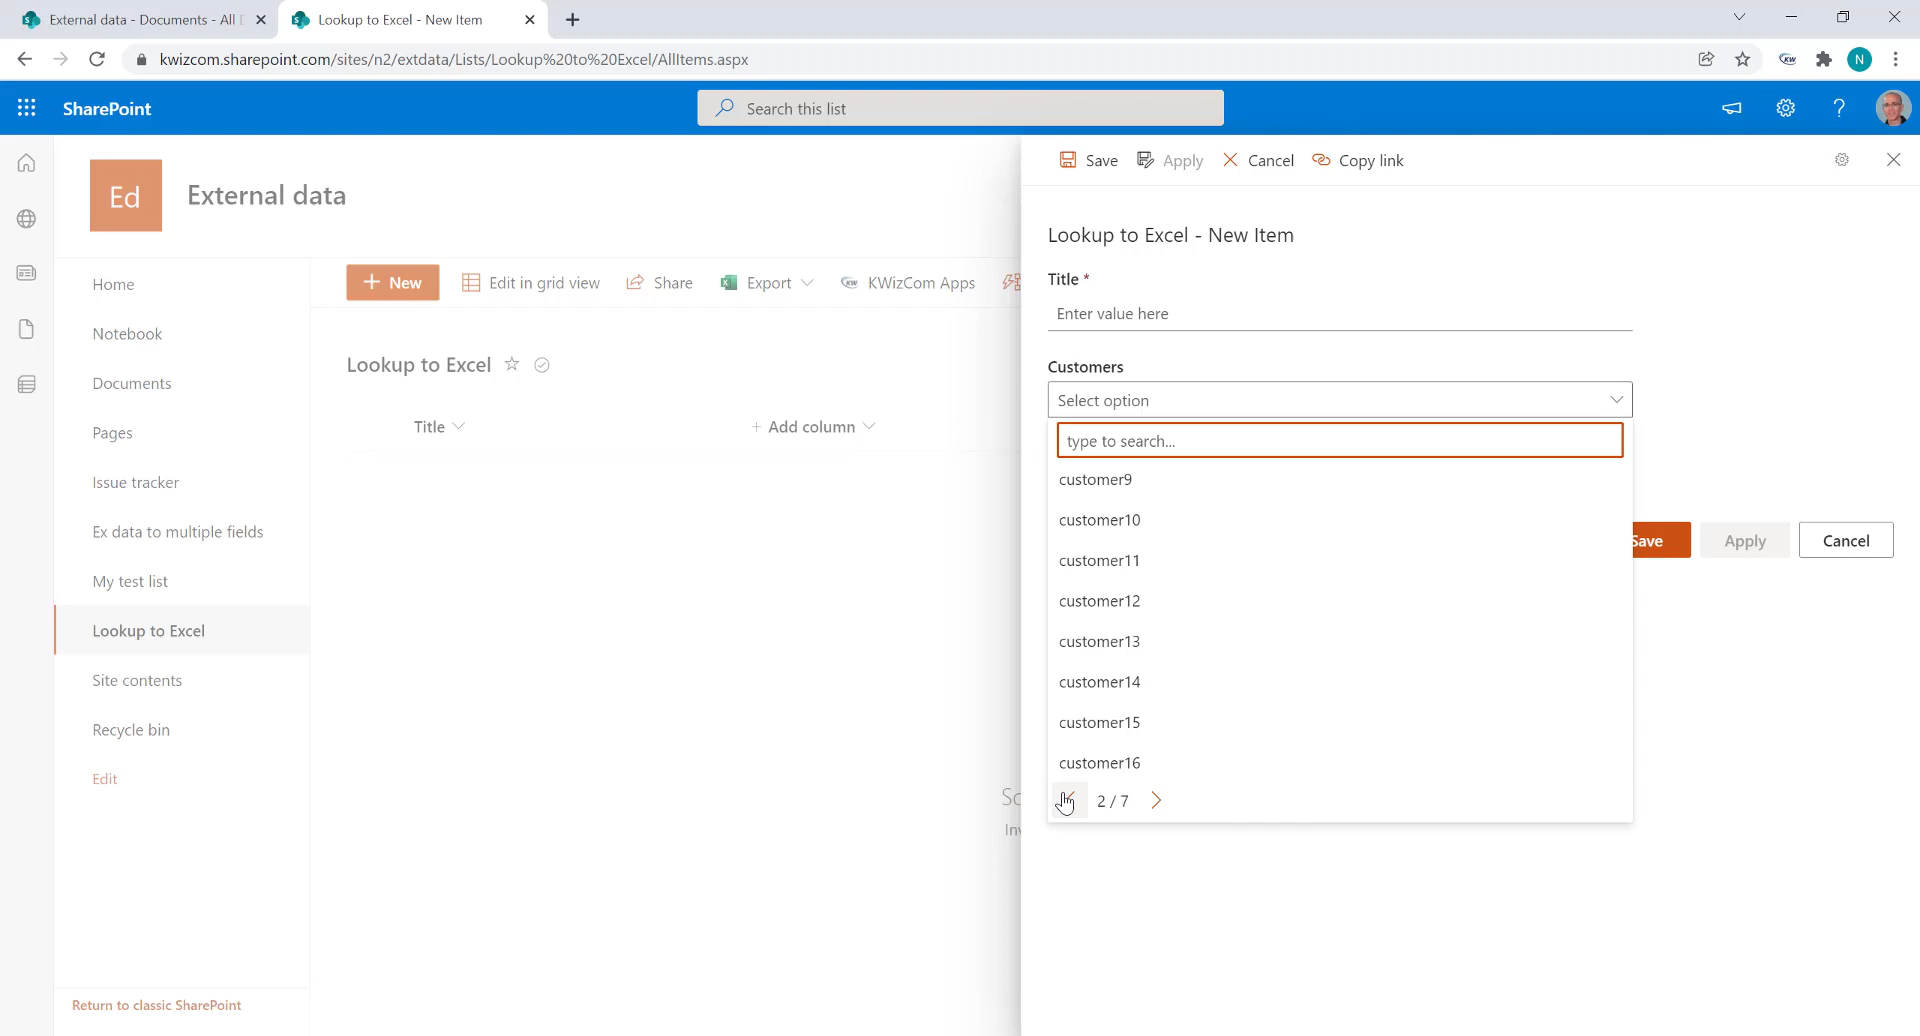 External data - Documents - All
Lookup to Excel - New Item
kwizcom.sharepoint.com/sites/n2/extdata/Lists/Lookup%20to%20Excel/AllItems.aspx
KW
N
SharePoint
Search this list
Ed
External data
Save
Apply
Cancel
Copy link
Home
Notebook
Documents
Pages
Issue tracker
Ex data to multiple fields
My test list
Lookup to Excel
Site contents
Recycle bin
Edit
Return to classic SharePoint
+ New
Edit in grid view
Share
Export
KWizCom Apps
Lookup to Excel
Title
+ Add column
Lookup to Excel - New Item
Title *
Enter value here
Customers
Select option
type to search...
customer9
customer10
customer11
customer12
customer13
customer14
customer15
customer16
2 / 7
Save
Apply
Cancel